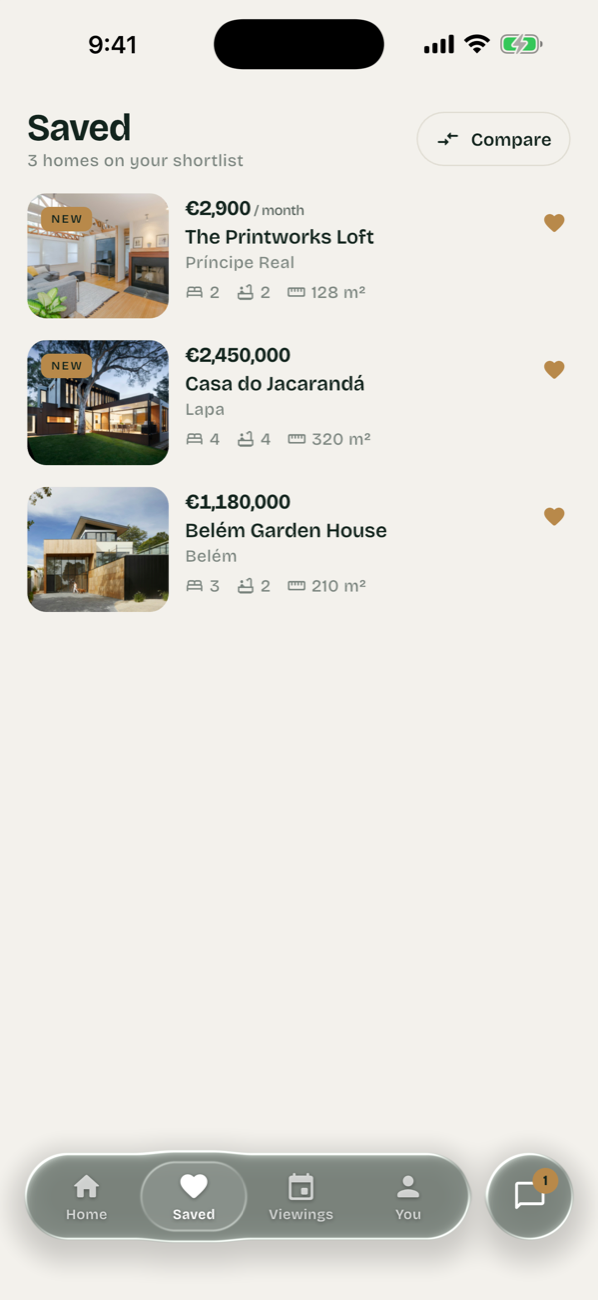 9:41
Saved
3 homes on your shortlist
Compare
NEW
€2,900 / month
The Printworks Loft
Príncipe Real
2 2 128 m²
NEW
€2,450,000
Casa do Jacarandá
Lapa
4 4 320 m²
€1,180,000
Belém Garden House
Belém
3 2 210 m²
Home
Saved
Viewings
You
1